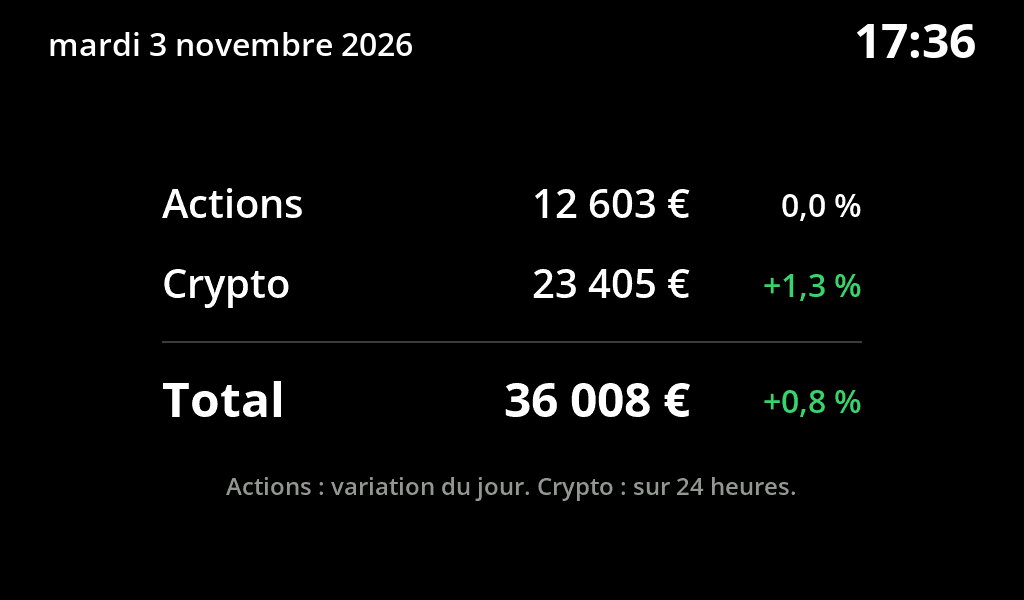 mardi 3 novembre 2026 17:36
Actions 12 603 € 0,0 %
Crypto 23 405 € +1,3 %
Total 36 008 € +0,8 %
Actions : variation du jour. Crypto : sur 24 heures.